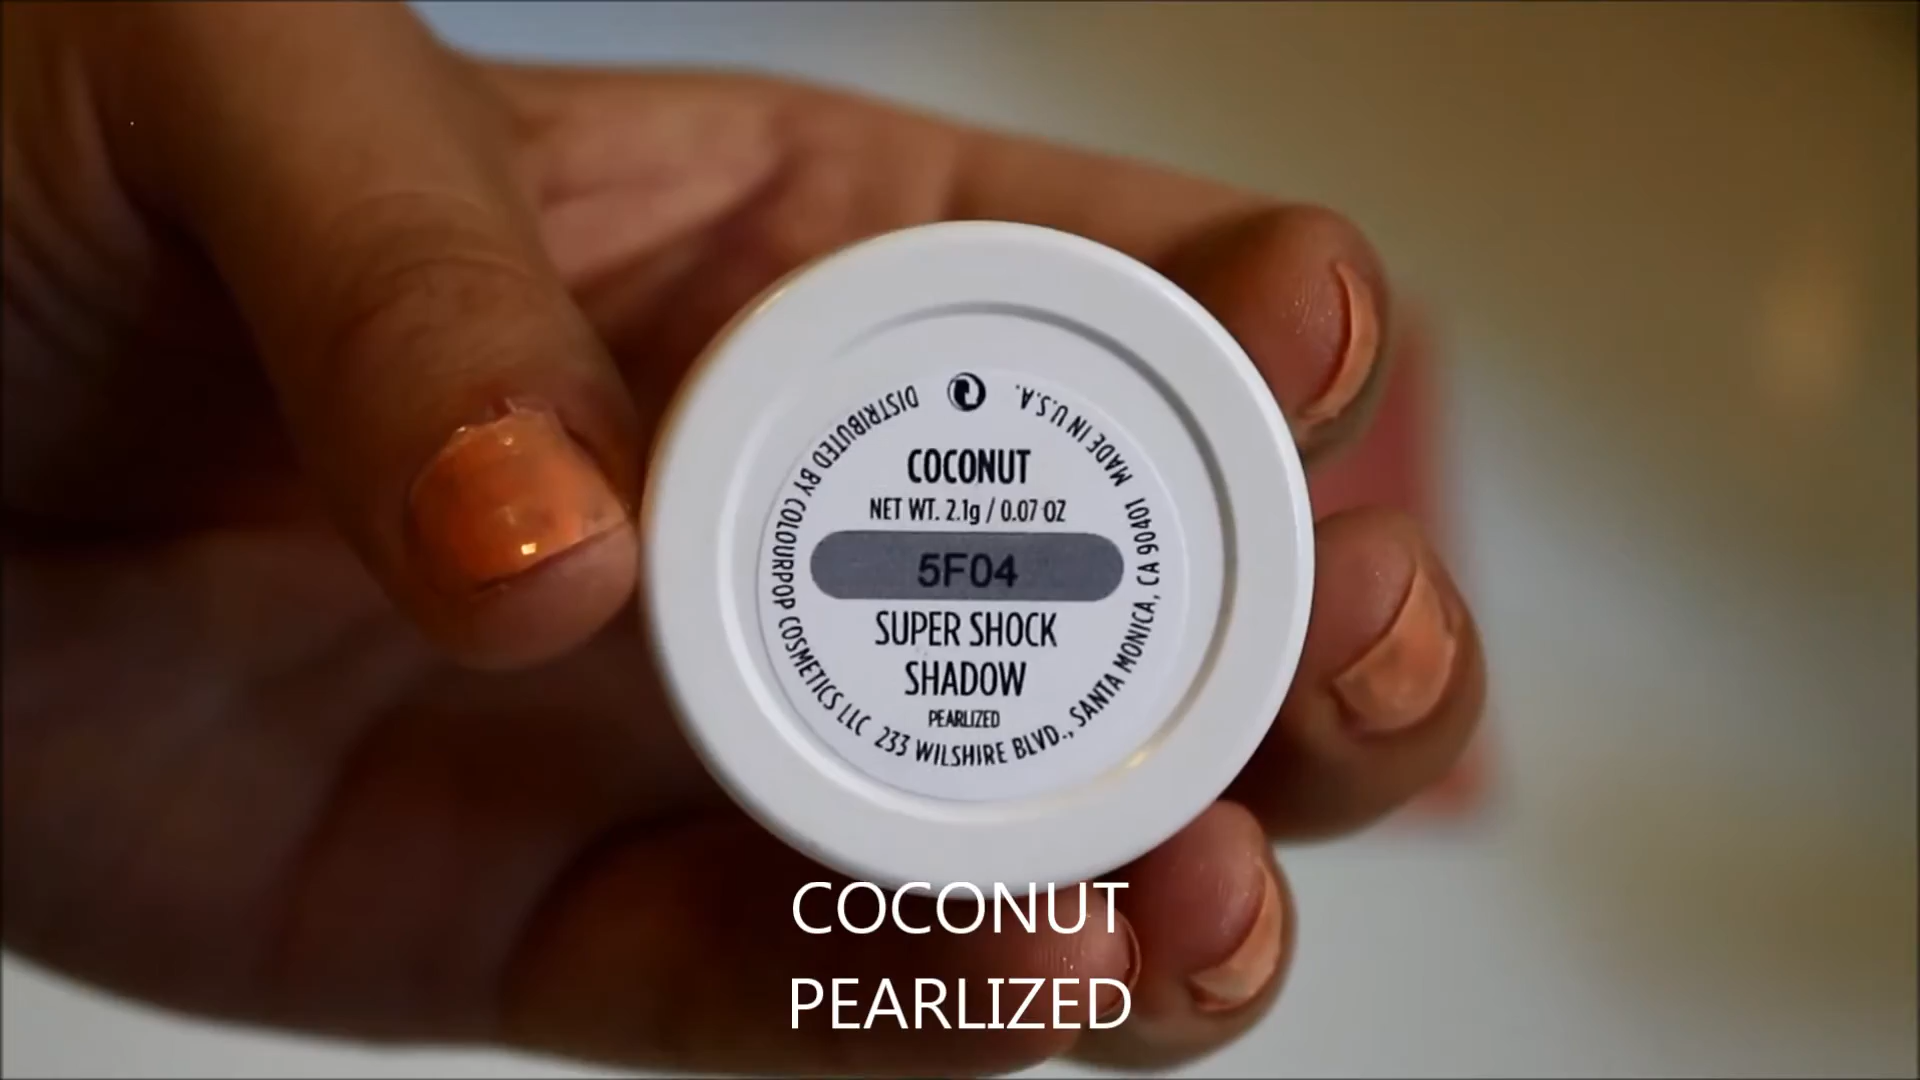 COCONUT
NET WT. 2.1g / 0.07 OZ
5F04
SUPER SHOCK
SHADOW
PEARLIZED
DISTRIBUTED BY COLOURPOP COSMETICS LLC 233 WILSHIRE BLVD., SANTA MONICA, CA 90401 MADE IN U.S.A.
COCONUT
PEARLIZED